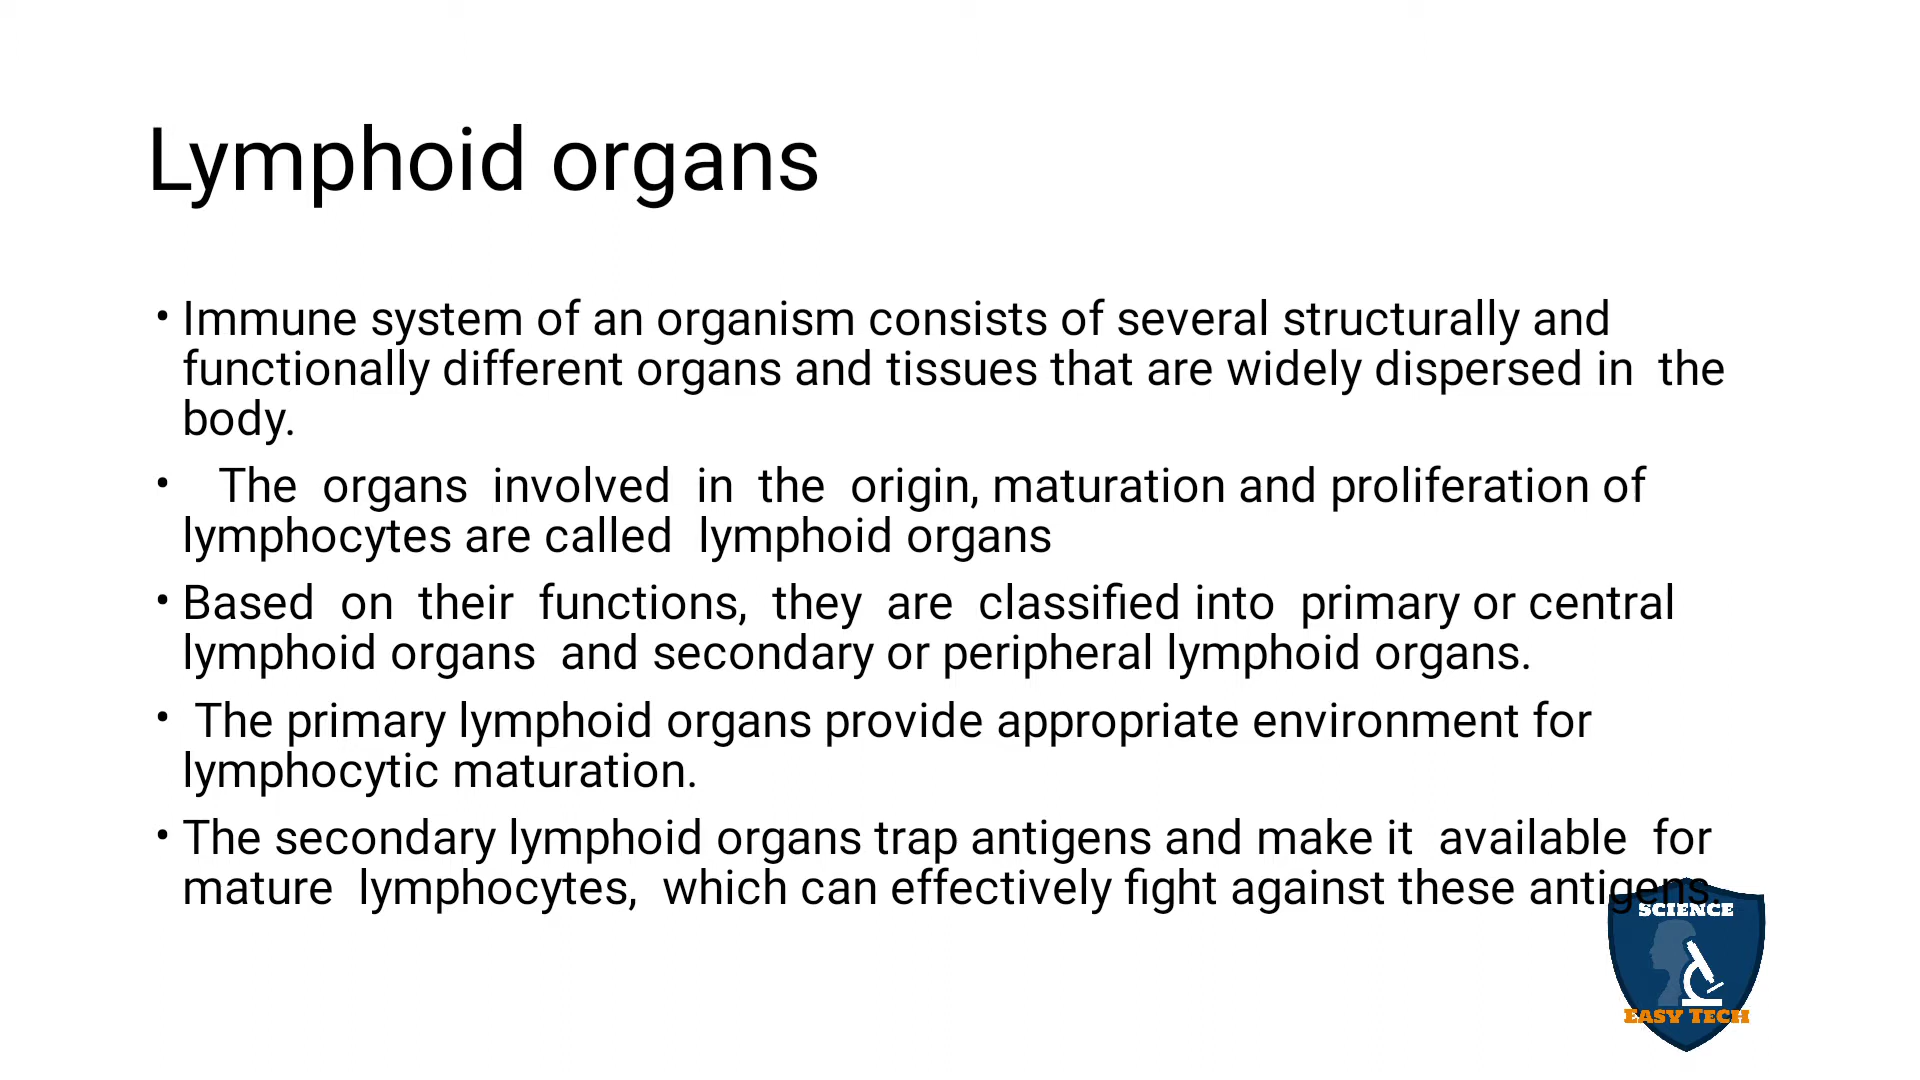 Lymphoid organs
• Immune system of an organism consists of several structurally and
functionally different organs and tissues that are widely dispersed in  the
body.
•   The  organs  involved  in  the  origin, maturation and proliferation of
lymphocytes are called  lymphoid organs
• Based  on  their  functions,  they  are  classified into  primary or central
lymphoid organs  and secondary or peripheral lymphoid organs.
•  The primary lymphoid organs provide appropriate environment for
lymphocytic maturation.
• The secondary lymphoid organs trap antigens and make it  available  for
mature  lymphocytes,  which can effectively fight against these antigens.
SCIENCE
EASY TECH